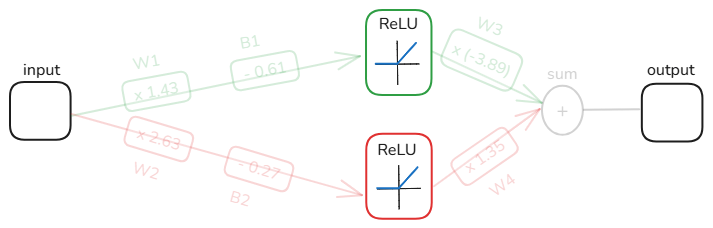 input
W1
x 1.43
B1
- 0.61
ReLU
W3
x (-3.89)
sum
+
output
x 2.63
W2
- 0.27
B2
ReLU
x 1.35
W4